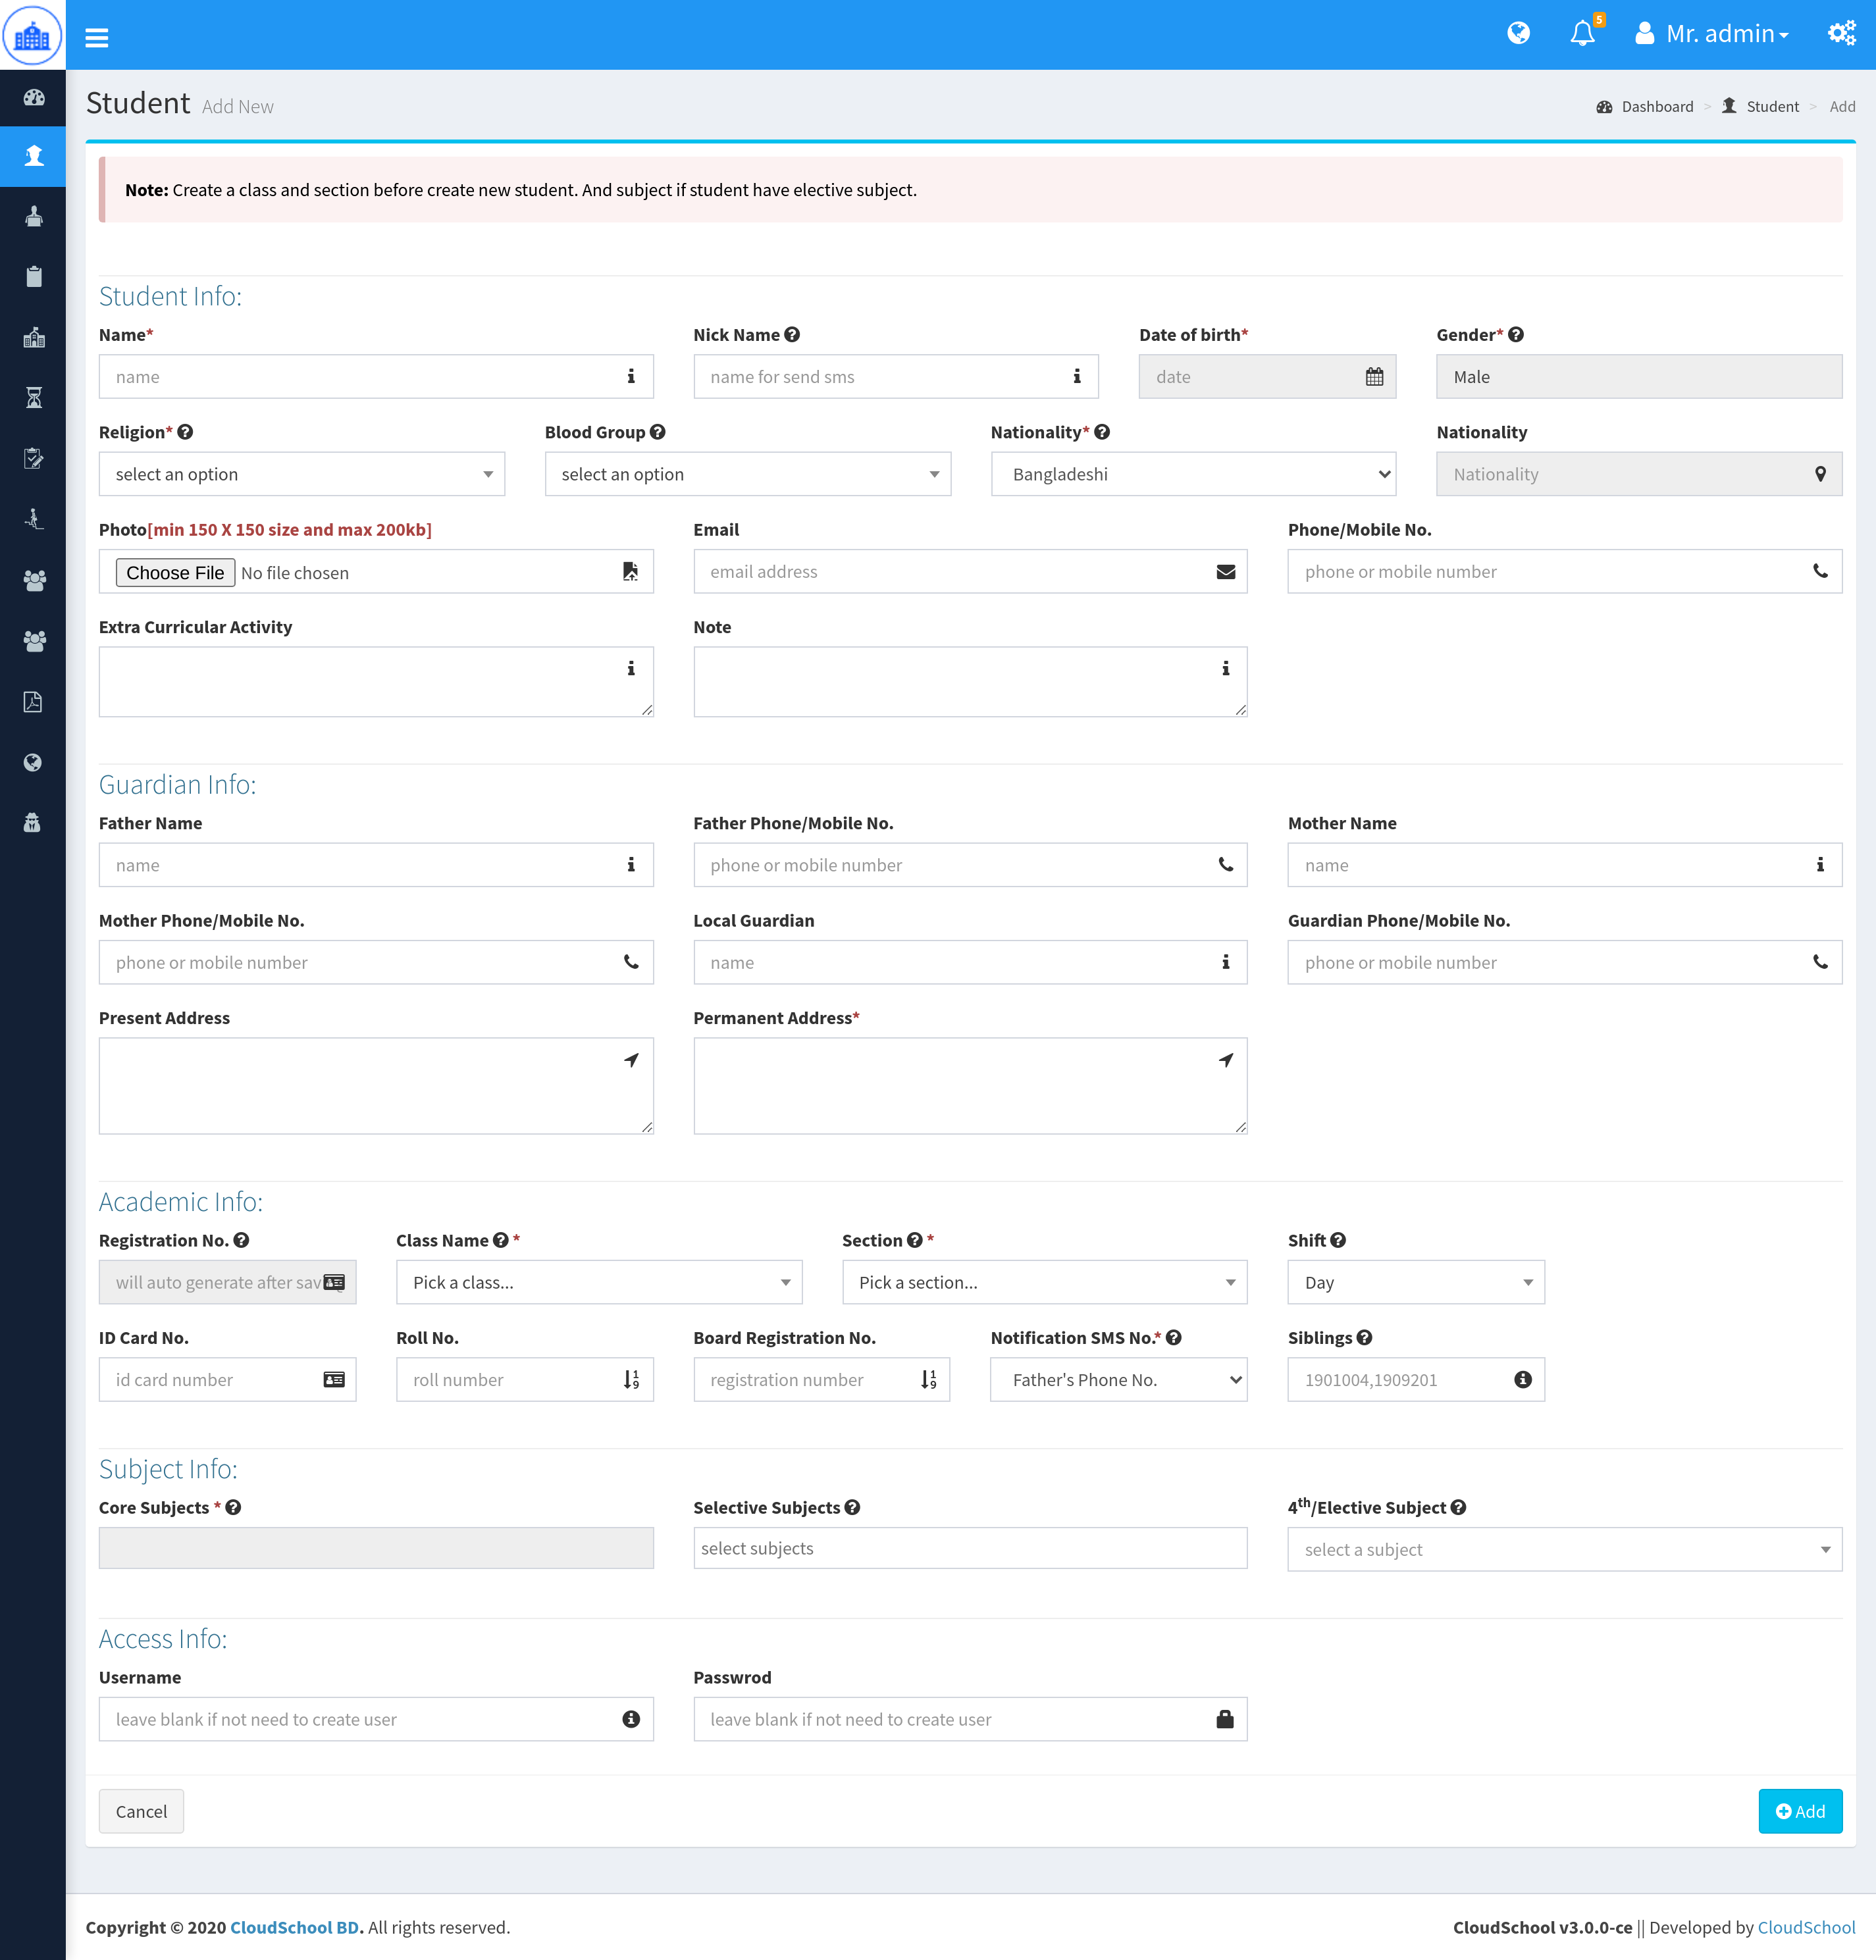 5
Mr. admin
Student Add New
Dashboard > Student > Add
Note: Create a class and section before create new student. And subject if student have elective subject.
Student Info:
Name* Nick Name Date of birth* Gender*
name name for send sms date Male
Religion* Blood Group Nationality* Nationality
select an option select an option Bangladeshi Nationality
Photo[min 150 X 150 size and max 200kb] Email Phone/Mobile No.
Choose File No file chosen email address phone or mobile number
Extra Curricular Activity Note
Guardian Info:
Father Name Father Phone/Mobile No. Mother Name
name phone or mobile number name
Mother Phone/Mobile No. Local Guardian Guardian Phone/Mobile No.
phone or mobile number name phone or mobile number
Present Address Permanent Address*
Academic Info:
Registration No. Class Name * Section * Shift
will auto generate after sav Pick a class... Pick a section... Day
ID Card No. Roll No. Board Registration No. Notification SMS No.* Siblings
id card number roll number registration number Father's Phone No. 1901004,1909201
Subject Info:
Core Subjects * Selective Subjects 4th/Elective Subject
select subjects select a subject
Access Info:
Username Passwrod
leave blank if not need to create user leave blank if not need to create user
Cancel Add
Copyright © 2020 CloudSchool BD. All rights reserved. CloudSchool v3.0.0-ce || Developed by CloudSchool